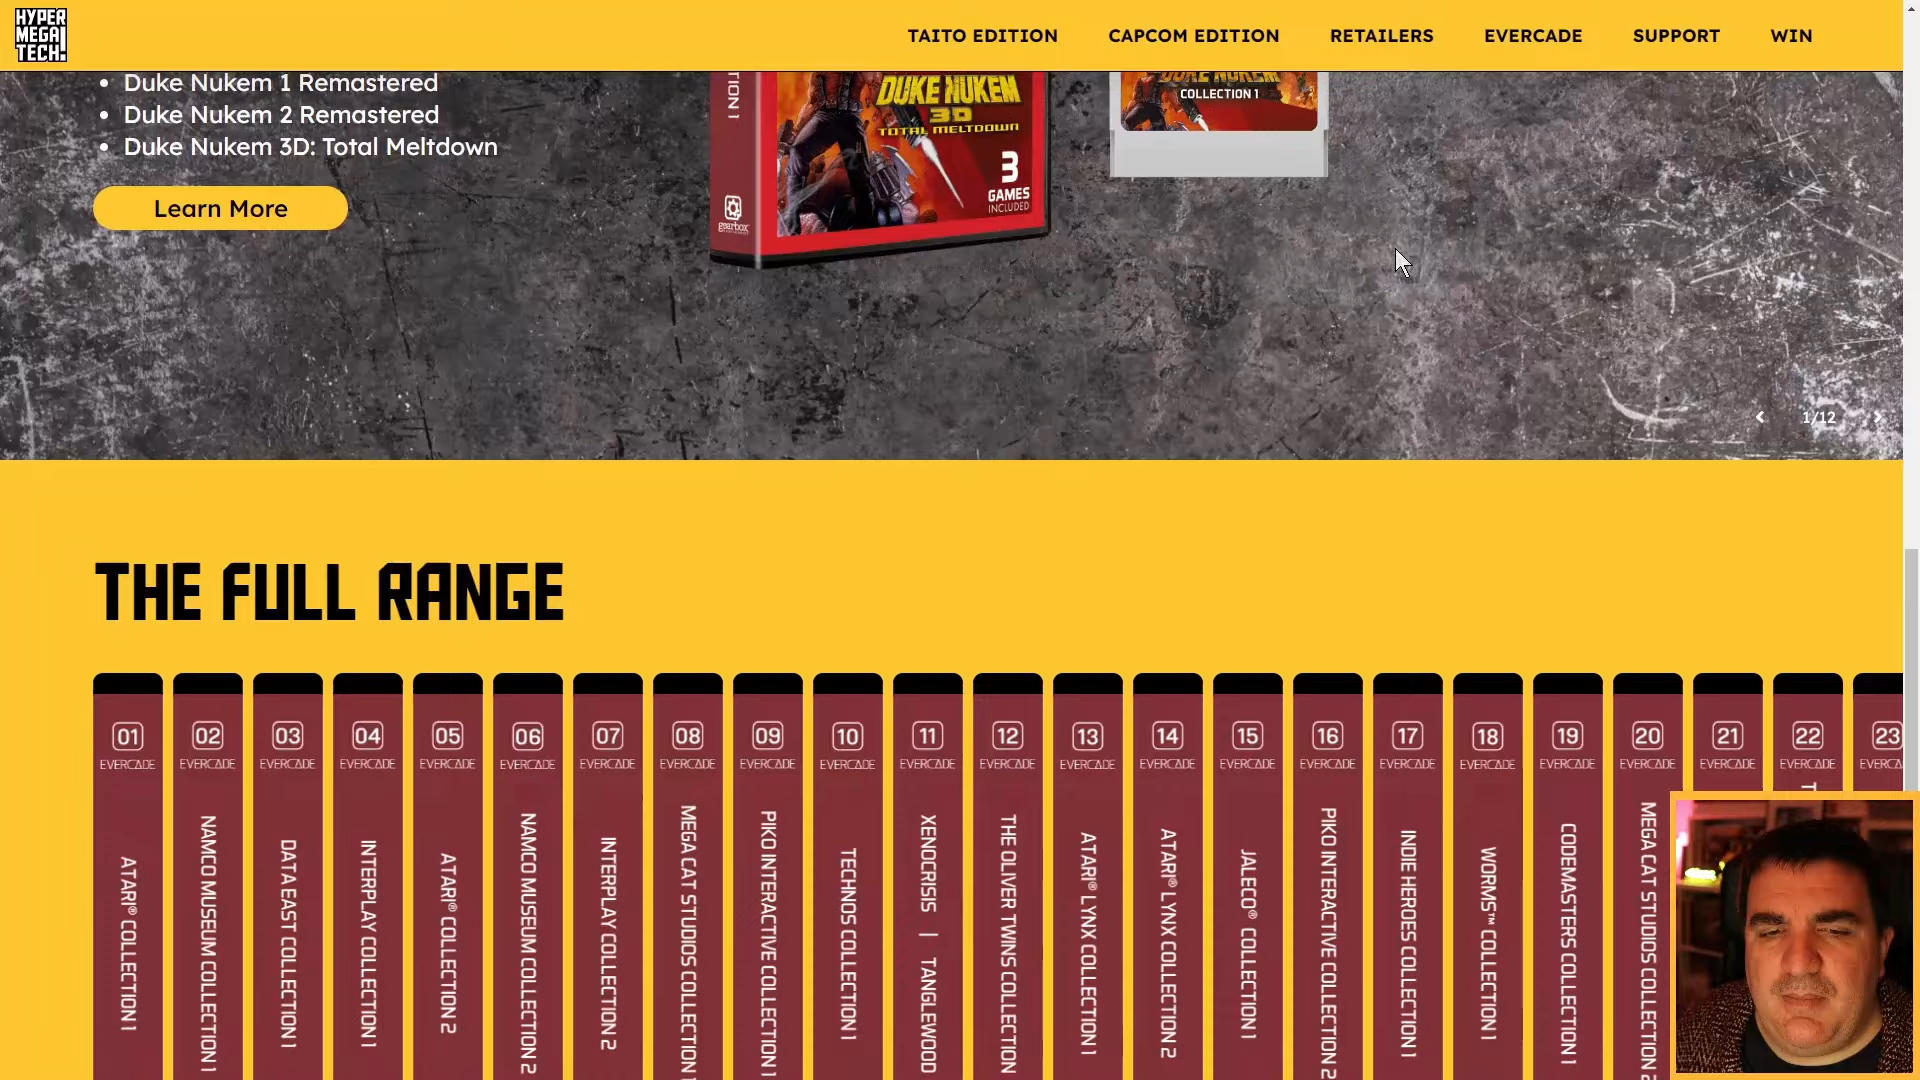 HYPER
MEGA
TECH!
TAITO EDITION
CAPCOM EDITION
RETAILERS
EVERCADE
SUPPORT
WIN
Duke Nukem 1 Remastered
Duke Nukem 2 Remastered
Duke Nukem 3D: Total Meltdown
Learn More
DUKE NUKEM
3D
TOTAL MELTDOWN
3
GAMES
INCLUDED
gearbox
DUKE NUKEM
COLLECTION 1
1/12
THE FULL RANGE
01
EVERCADE
ATARI® COLLECTION 1
02
EVERCADE
NAMCO MUSEUM COLLECTION 1
03
EVERCADE
DATA EAST COLLECTION 1
04
EVERCADE
INTERPLAY COLLECTION 1
05
EVERCADE
ATARI® COLLECTION 2
06
EVERCADE
NAMCO MUSEUM COLLECTION 2
07
EVERCADE
INTERPLAY COLLECTION 2
08
EVERCADE
MEGA CAT STUDIOS COLLECTION 1
09
EVERCADE
PIKO INTERACTIVE COLLECTION 1
10
EVERCADE
TECHNOS COLLECTION 1
11
EVERCADE
XENOCRISIS | TANGLEWOOD
12
EVERCADE
THE OLIVER TWINS COLLECTION
13
EVERCADE
ATARI® LYNX COLLECTION 1
14
EVERCADE
ATARI® LYNX COLLECTION 2
15
EVERCADE
JALECO® COLLECTION 1
16
EVERCADE
PIKO INTERACTIVE COLLECTION 2
17
EVERCADE
INDIE HEROES COLLECTION 1
18
EVERCADE
WORMS™ COLLECTION 1
19
EVERCADE
CODEMASTERS COLLECTION 1
20
EVERCADE
MEGA CAT STUDIOS COLLECTION 2
21
EVERCADE
22
EVERCADE
23